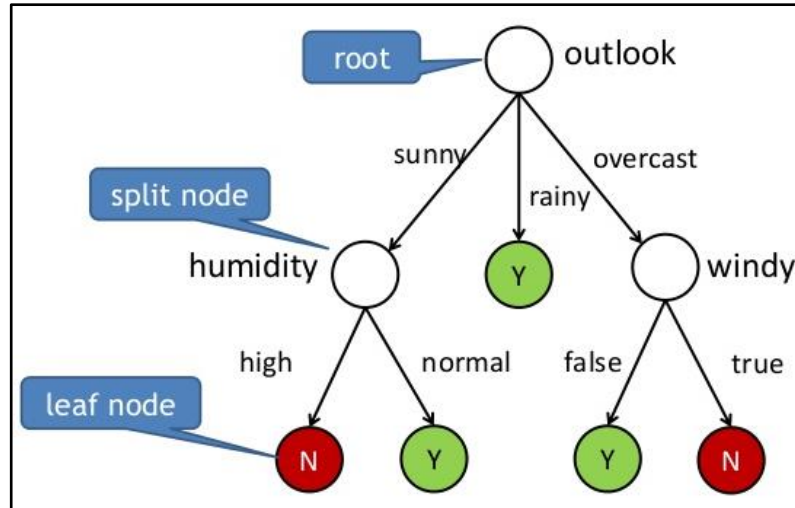 root
outlook
sunny
rainy
overcast
split node
humidity
Y
windy
high
normal
false
true
leaf node
N
Y
Y
N